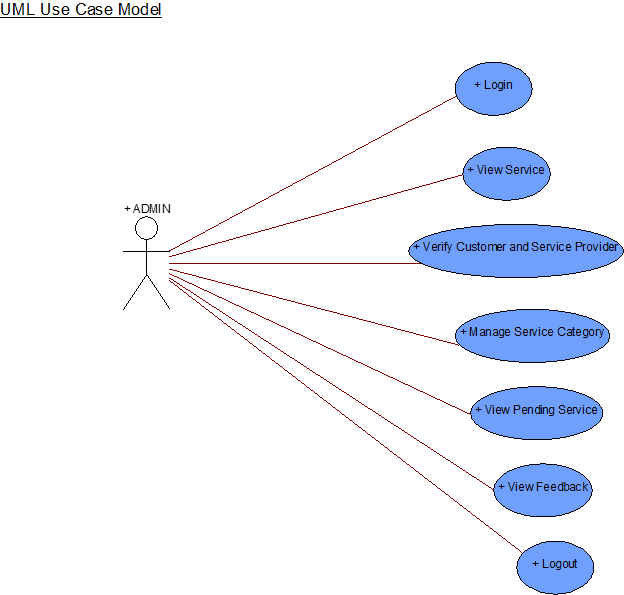 UML Use Case Model
+ Login
+ View Service
+ ADMIN
+ Verify Customer and Service Provider
+ Manage Service Category
+ View Pending Service
+ View Feedback
+ Logout